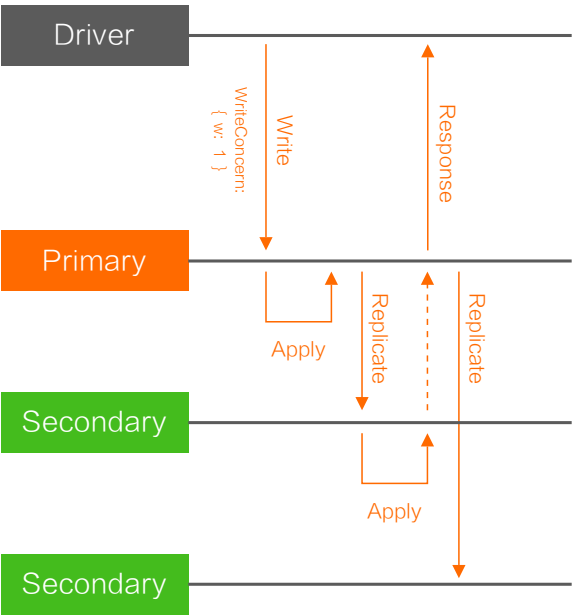 Driver
Write
WriteConcern:
{ w: 1 }
Response
Primary
Apply
Replicate
Replicate
Secondary
Apply
Secondary